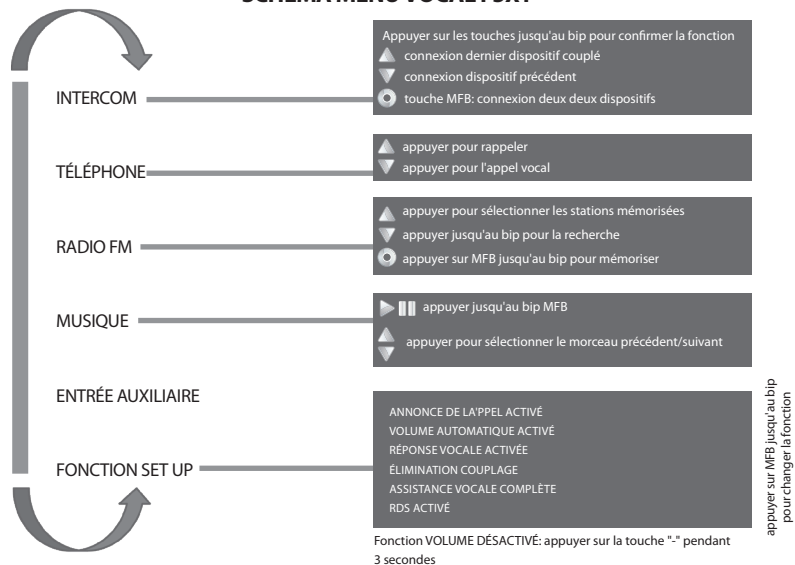 INTERCOM
Appuyer sur les touches jusqu'au bip pour confirmer la fonction
connexion dernier dispositif couplé
connexion dispositif précédent
touche MFB: connexion deux deux dispositifs
TÉLÉPHONE
appuyer pour rappeler
appuyer pour l'appel vocal
RADIO FM
appuyer pour sélectionner les stations mémorisées
appuyer jusqu'au bip pour la recherche
appuyer sur MFB jusqu'au bip pour mémoriser
MUSIQUE
appuyer jusqu'au bip MFB
appuyer pour sélectionner le morceau précédent/suivant
ENTRÉE AUXILIAIRE
FONCTION SET UP
ANNONCE DE LA'PPEL ACTIVÉ
VOLUME AUTOMATIQUE ACTIVÉ
RÉPONSE VOCALE ACTIVÉE
ÉLIMINATION COUPLAGE
ASSISTANCE VOCALE COMPLÈTE
RDS ACTIVÉ
Fonction VOLUME DÉSACTIVÉ: appuyer sur la touche "-" pendant
3 secondes
appuyer sur MFB jusqu'au bip
pour changer la fonction